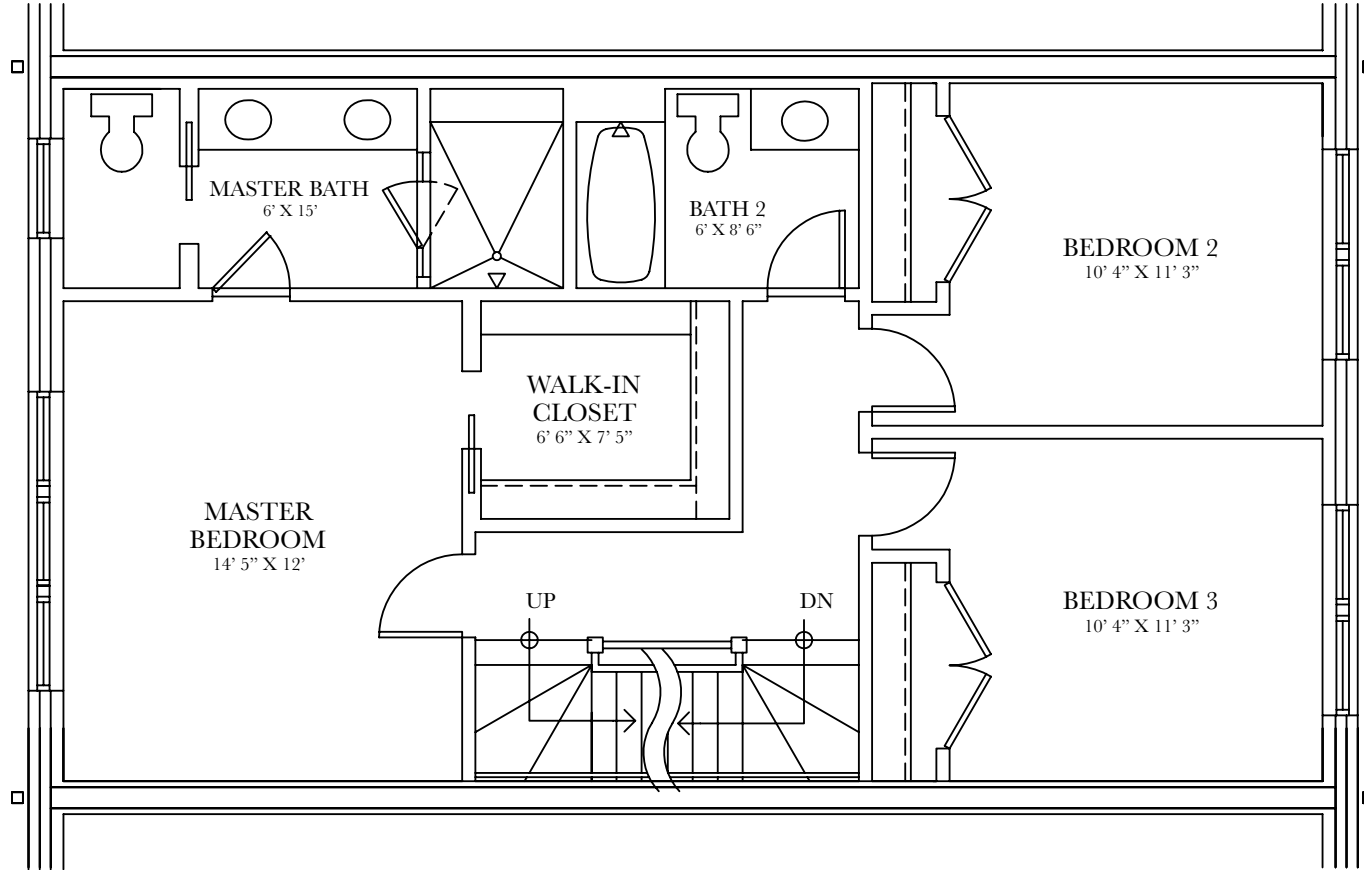 MASTER BATH
6' X 15'
BATH 2
6' X 8' 6”
BEDROOM 2
10' 4” X 11' 3”
WALK-IN
CLOSET
6' 6” X 7' 5”
MASTER
BEDROOM
14' 5” X 12'
UP
DN
BEDROOM 3
10' 4” X 11' 3”